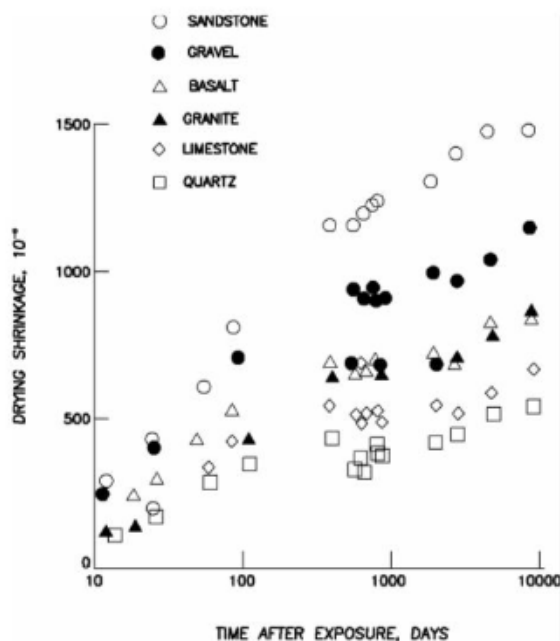 SANDSTONE
GRAVEL
BASALT
GRANITE
LIMESTONE
QUARTZ
1500
1000
500
0
DRYING SHRINKAGE, 10⁻⁶
10
100
1000
10000
TIME AFTER EXPOSURE, DAYS